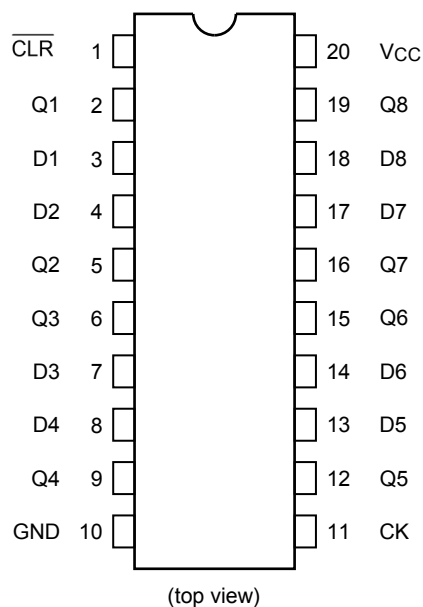 C̅L̅R̅ 1 20 VCC
Q1 2 19 Q8
D1 3 18 D8
D2 4 17 D7
Q2 5 16 Q7
Q3 6 15 Q6
D3 7 14 D6
D4 8 13 D5
Q4 9 12 Q5
GND 10 11 CK
(top view)